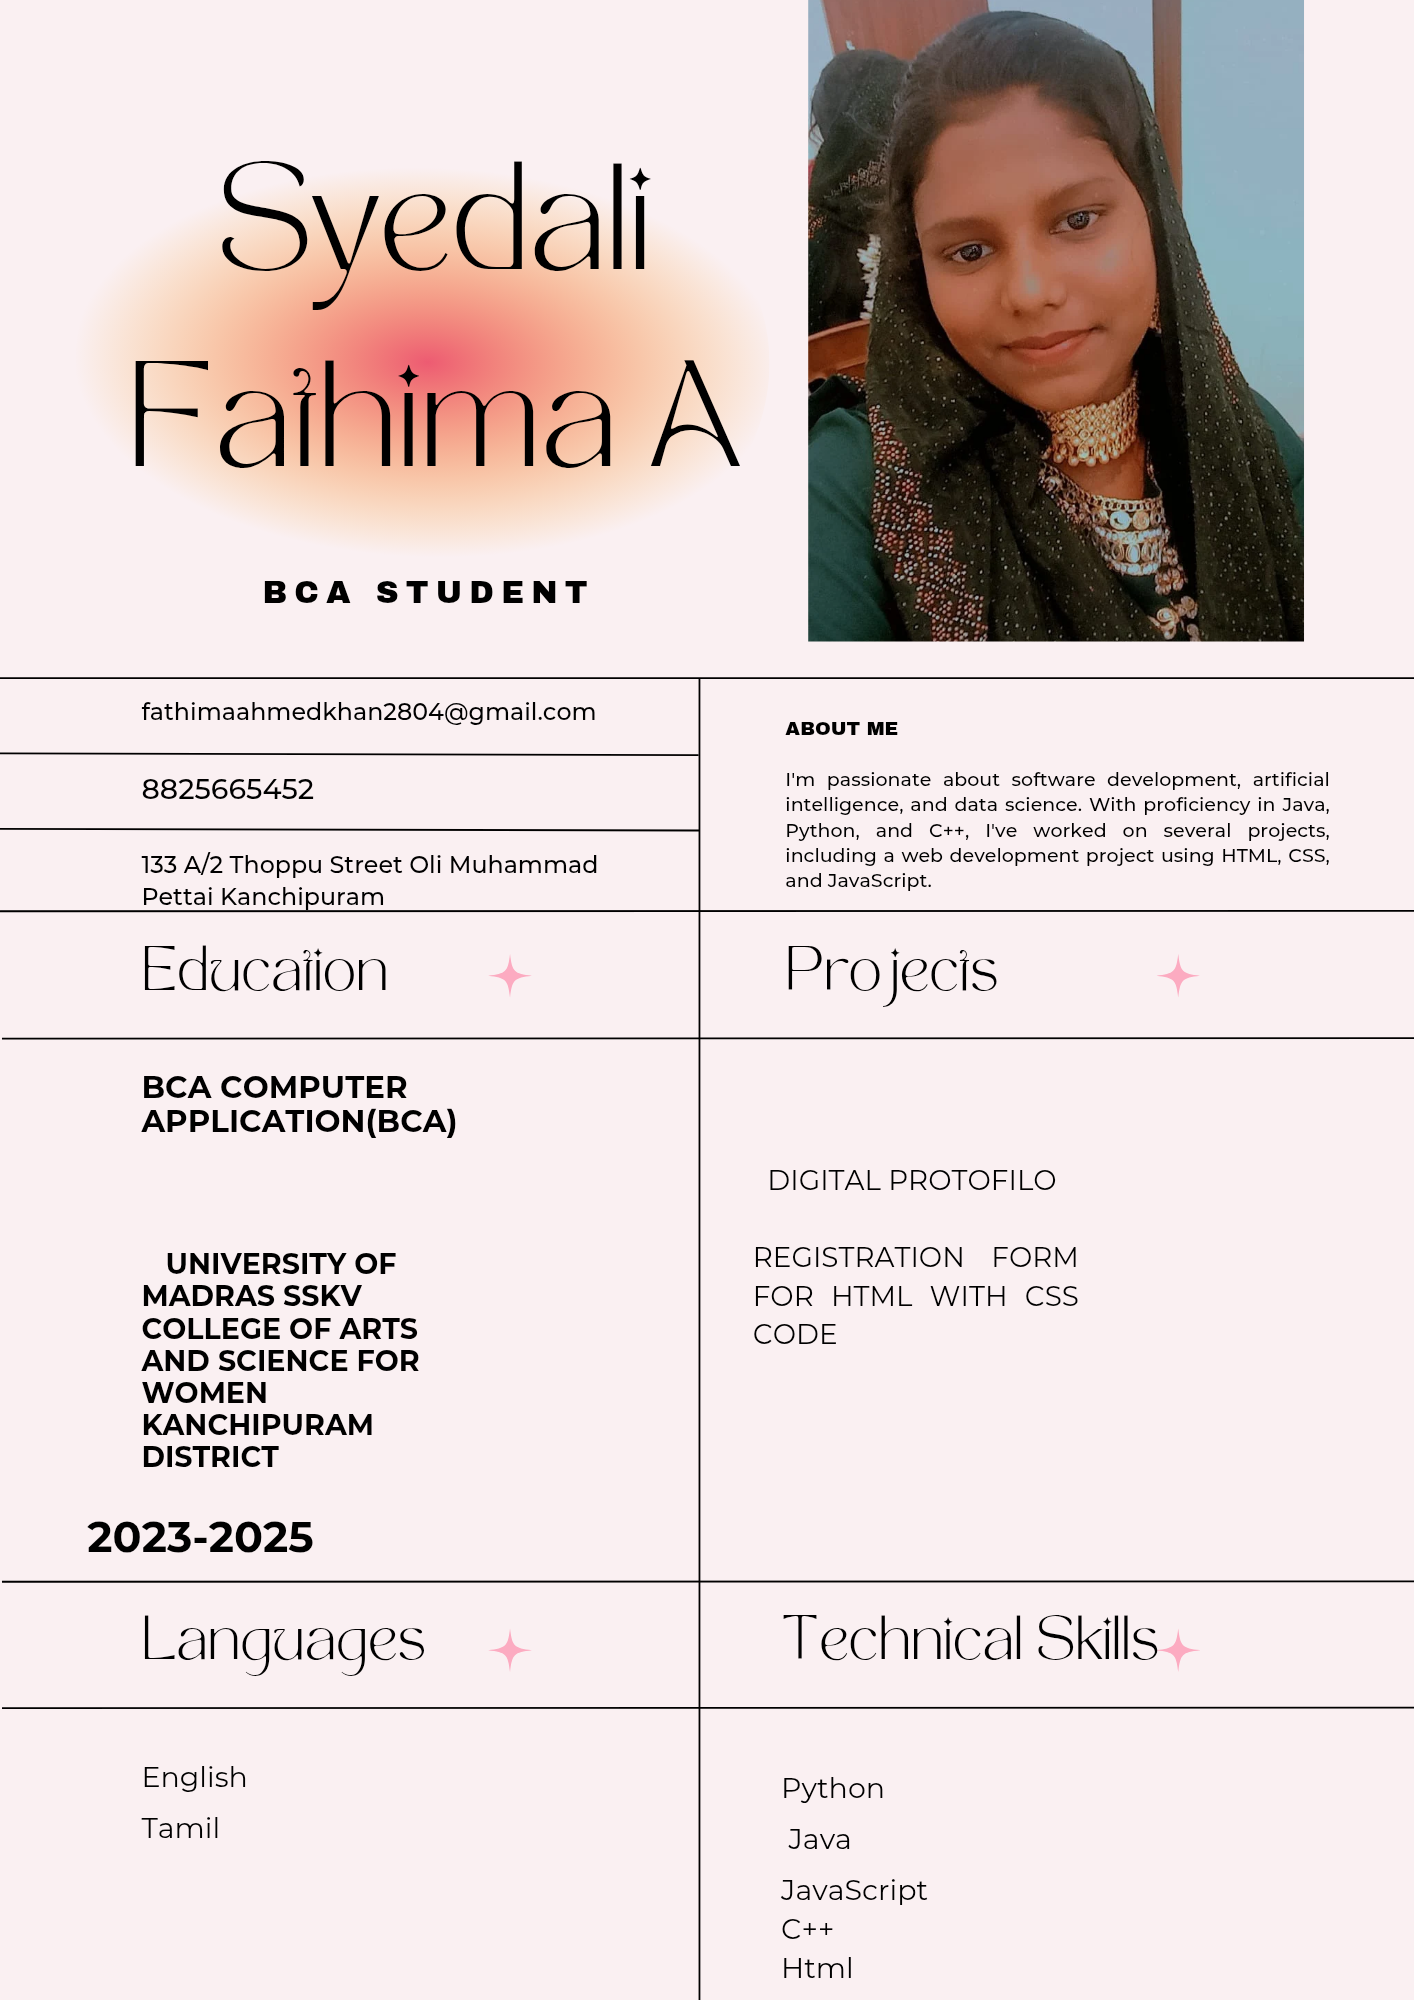 Syedali
Fathima A
BCA STUDENT
fathimaahmedkhan2804@gmail.com
8825665452
133 A/2 Thoppu Street Oli Muhammad
Pettai Kanchipuram
ABOUT ME
I'm passionate about software development, artificial
intelligence, and data science. With proficiency in Java,
Python, and C++, I've worked on several projects,
including a web development project using HTML, CSS,
and JavaScript.
Education
BCA COMPUTER
APPLICATION(BCA)
UNIVERSITY OF
MADRAS SSKV
COLLEGE OF ARTS
AND SCIENCE FOR
WOMEN
KANCHIPURAM
DISTRICT
2023-2025
Projects
DIGITAL PROTOFILO
REGISTRATION FORM
FOR HTML WITH CSS
CODE
Languages
English
Tamil
Technical Skills
Python
Java
JavaScript
C++
Html